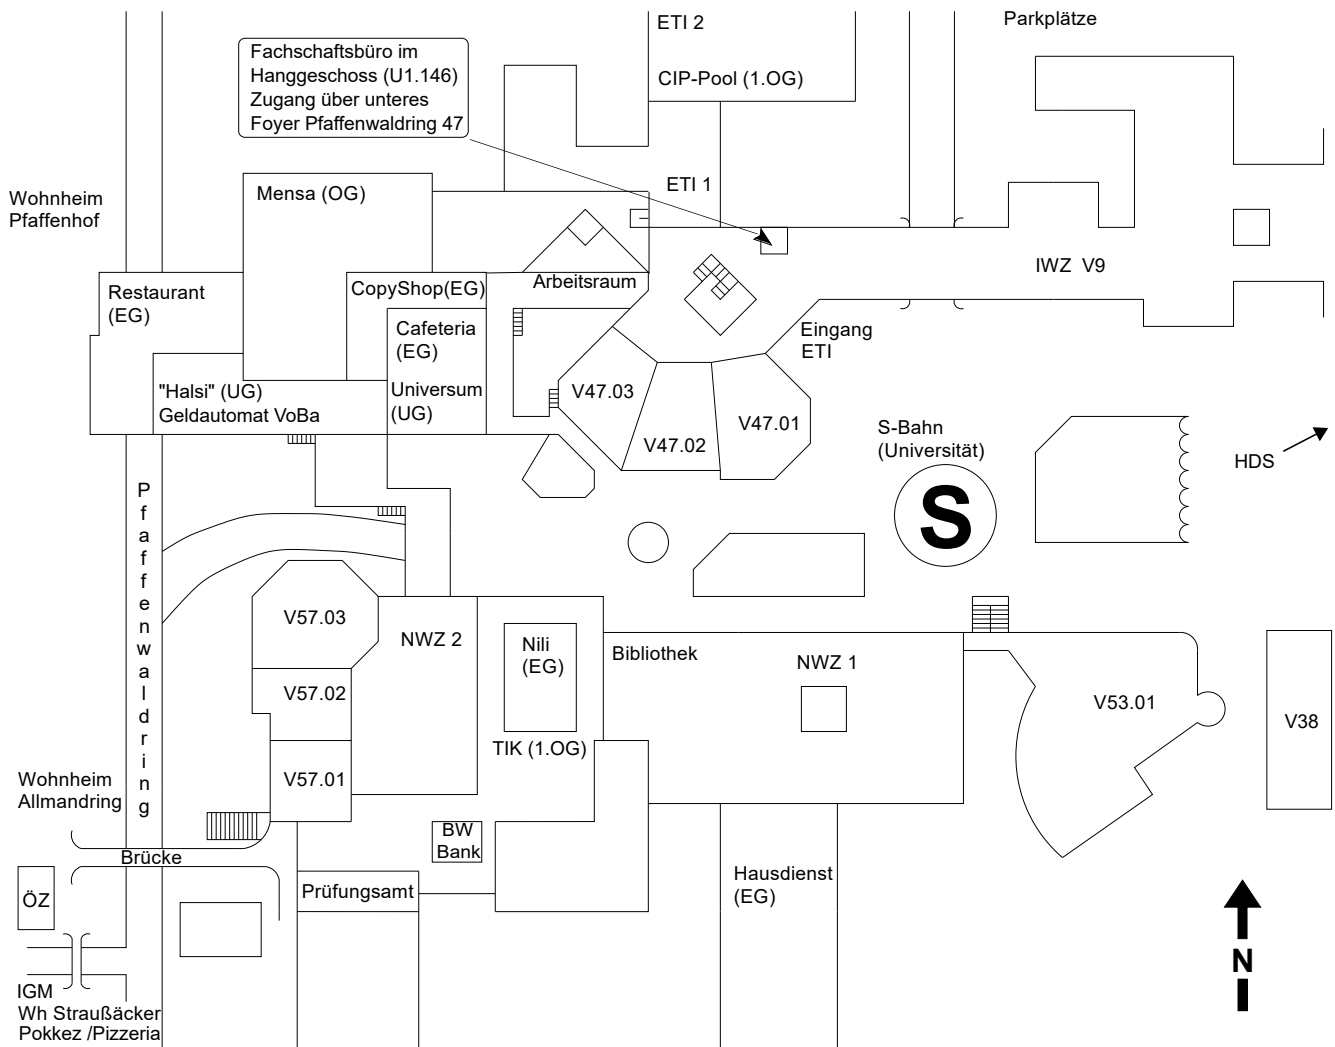 ETI 2
Parkplätze
Fachschaftsbüro im
Hanggeschoss (U1.146)
Zugang über unteres
Foyer Pfaffenwaldring 47
CIP-Pool (1.OG)
ETI 1
Mensa (OG)
Wohnheim
Pfaffenhof
IWZ V9
Restaurant
(EG)
CopyShop(EG)
Arbeitsraum
Cafeteria
(EG)
Eingang
ETI
"Halsi" (UG)
Geldautomat VoBa
Universum
(UG)
V47.03
V47.02
V47.01
S-Bahn
(Universität)
S
HDS
Pfaffenwaldring
V57.03
NWZ 2
Nili
(EG)
Bibliothek
NWZ 1
V57.02
V53.01
V38
TIK (1.OG)
V57.01
Wohnheim
Allmandring
BW
Bank
Brücke
ÖZ
Prüfungsamt
Hausdienst
(EG)
N
IGM
Wh Straußäcker
Pokkez /Pizzeria